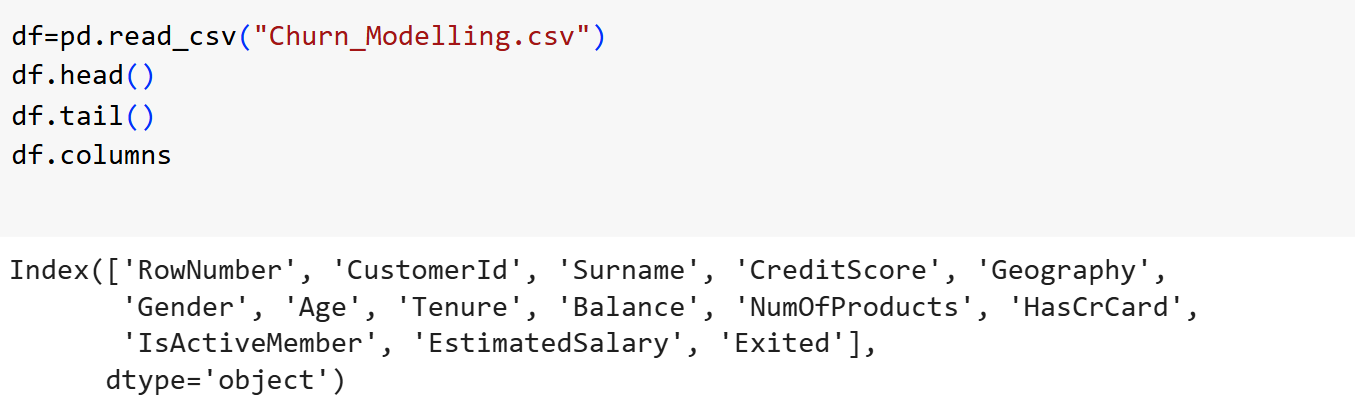 df=pd.read_csv("Churn_Modelling.csv")
df.head()
df.tail()
df.columns
Index(['RowNumber', 'CustomerId', 'Surname', 'CreditScore', 'Geography',
       'Gender', 'Age', 'Tenure', 'Balance', 'NumOfProducts', 'HasCrCard',
       'IsActiveMember', 'EstimatedSalary', 'Exited'],
      dtype='object')